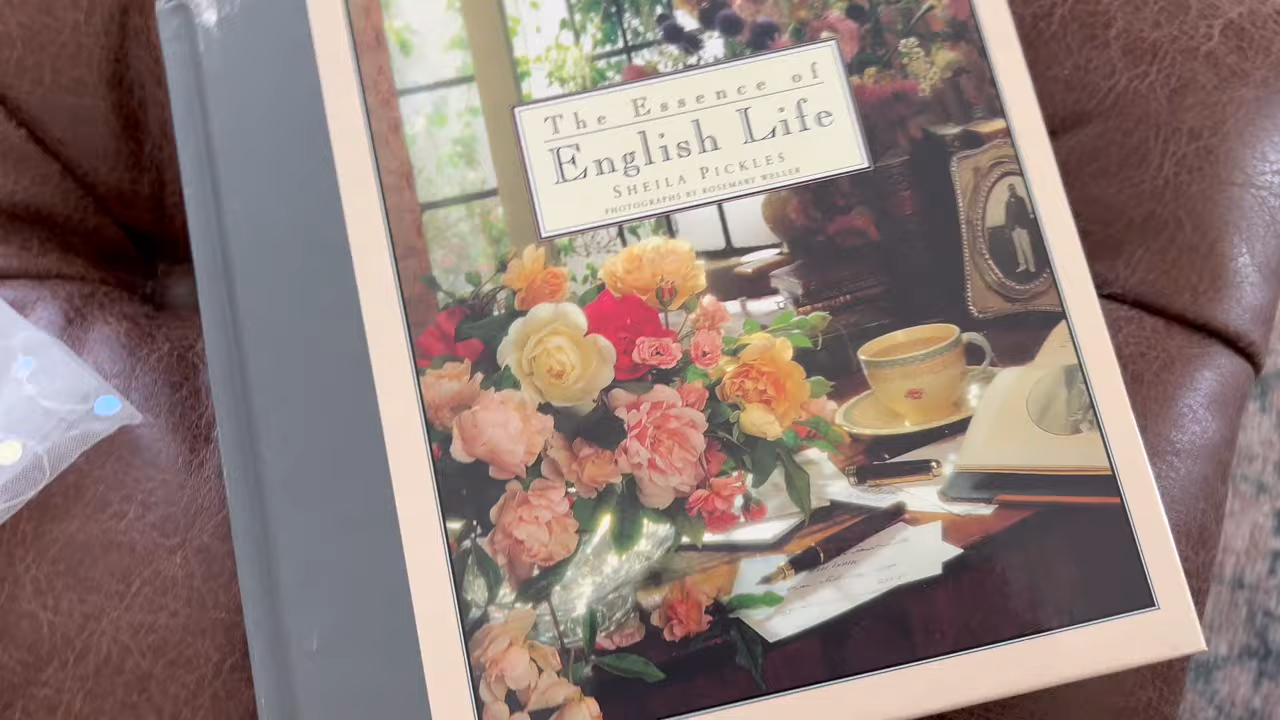 The Essence of
English Life
SHEILA PICKLES
PHOTOGRAPHS BY ROSEMARY WELLER